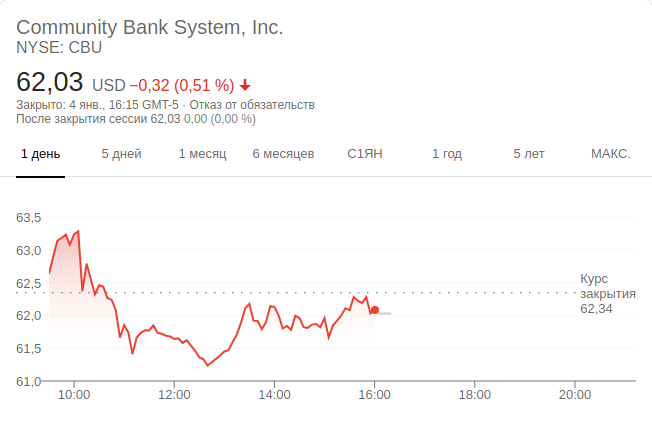 Community Bank System, Inc.
NYSE: CBU
62,03 USD −0,32 (0,51 %)
Закрыто: 4 янв., 16:15 GMT-5 · Отказ от обязательств
После закрытия сессии 62,03 0,00 (0,00 %)
1 день 5 дней 1 месяц 6 месяцев С1ЯН 1 год 5 лет МАКС.
63,5
63,0
62,5
62,0
61,5
61,0
Курс
закрытия
62,34
10:00 12:00 14:00 16:00 18:00 20:00